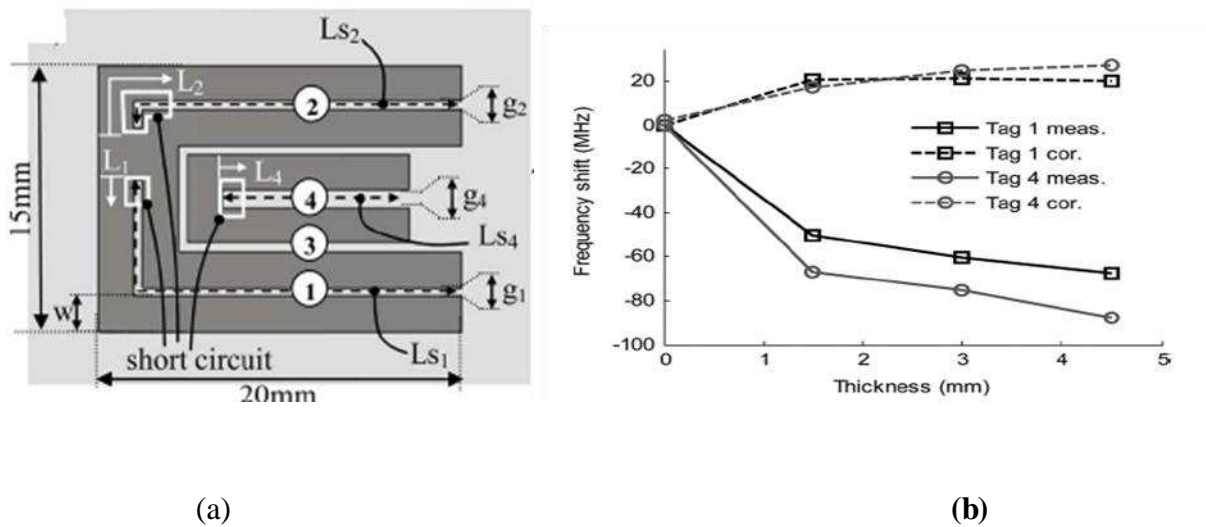 Ls2
L2
g2
2
L1
L4
g4
4
15mm
Ls4
3
1
g1
w
short circuit
Ls1
20mm
Frequency shift (MHz)
20
0
-20
-40
-60
-80
-100
Tag 1 meas.
Tag 1 cor.
Tag 4 meas.
Tag 4 cor.
0 1 2 3 4 5
Thickness (mm)
(a) (b)